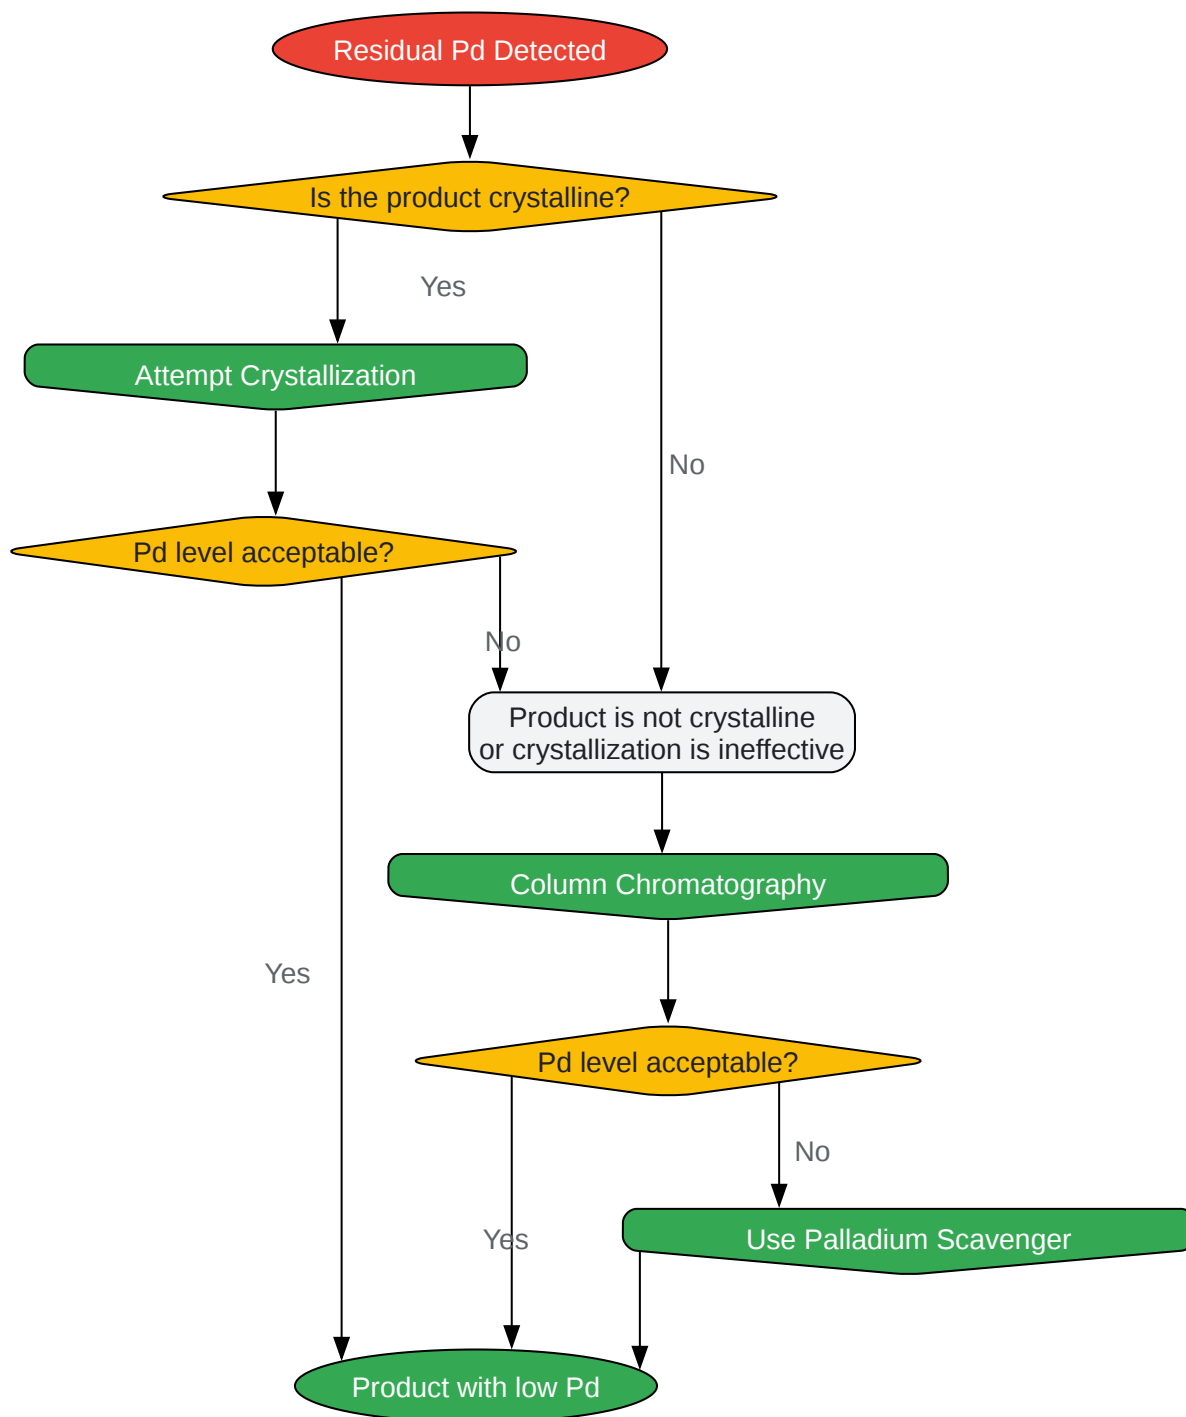 Residual Pd Detected
Is the product crystalline?
Yes
Attempt Crystallization
No
Pd level acceptable?
No
Product is not crystalline
or crystallization is ineffective
Column Chromatography
Yes
Pd level acceptable?
No
Yes
Use Palladium Scavenger
Product with low Pd